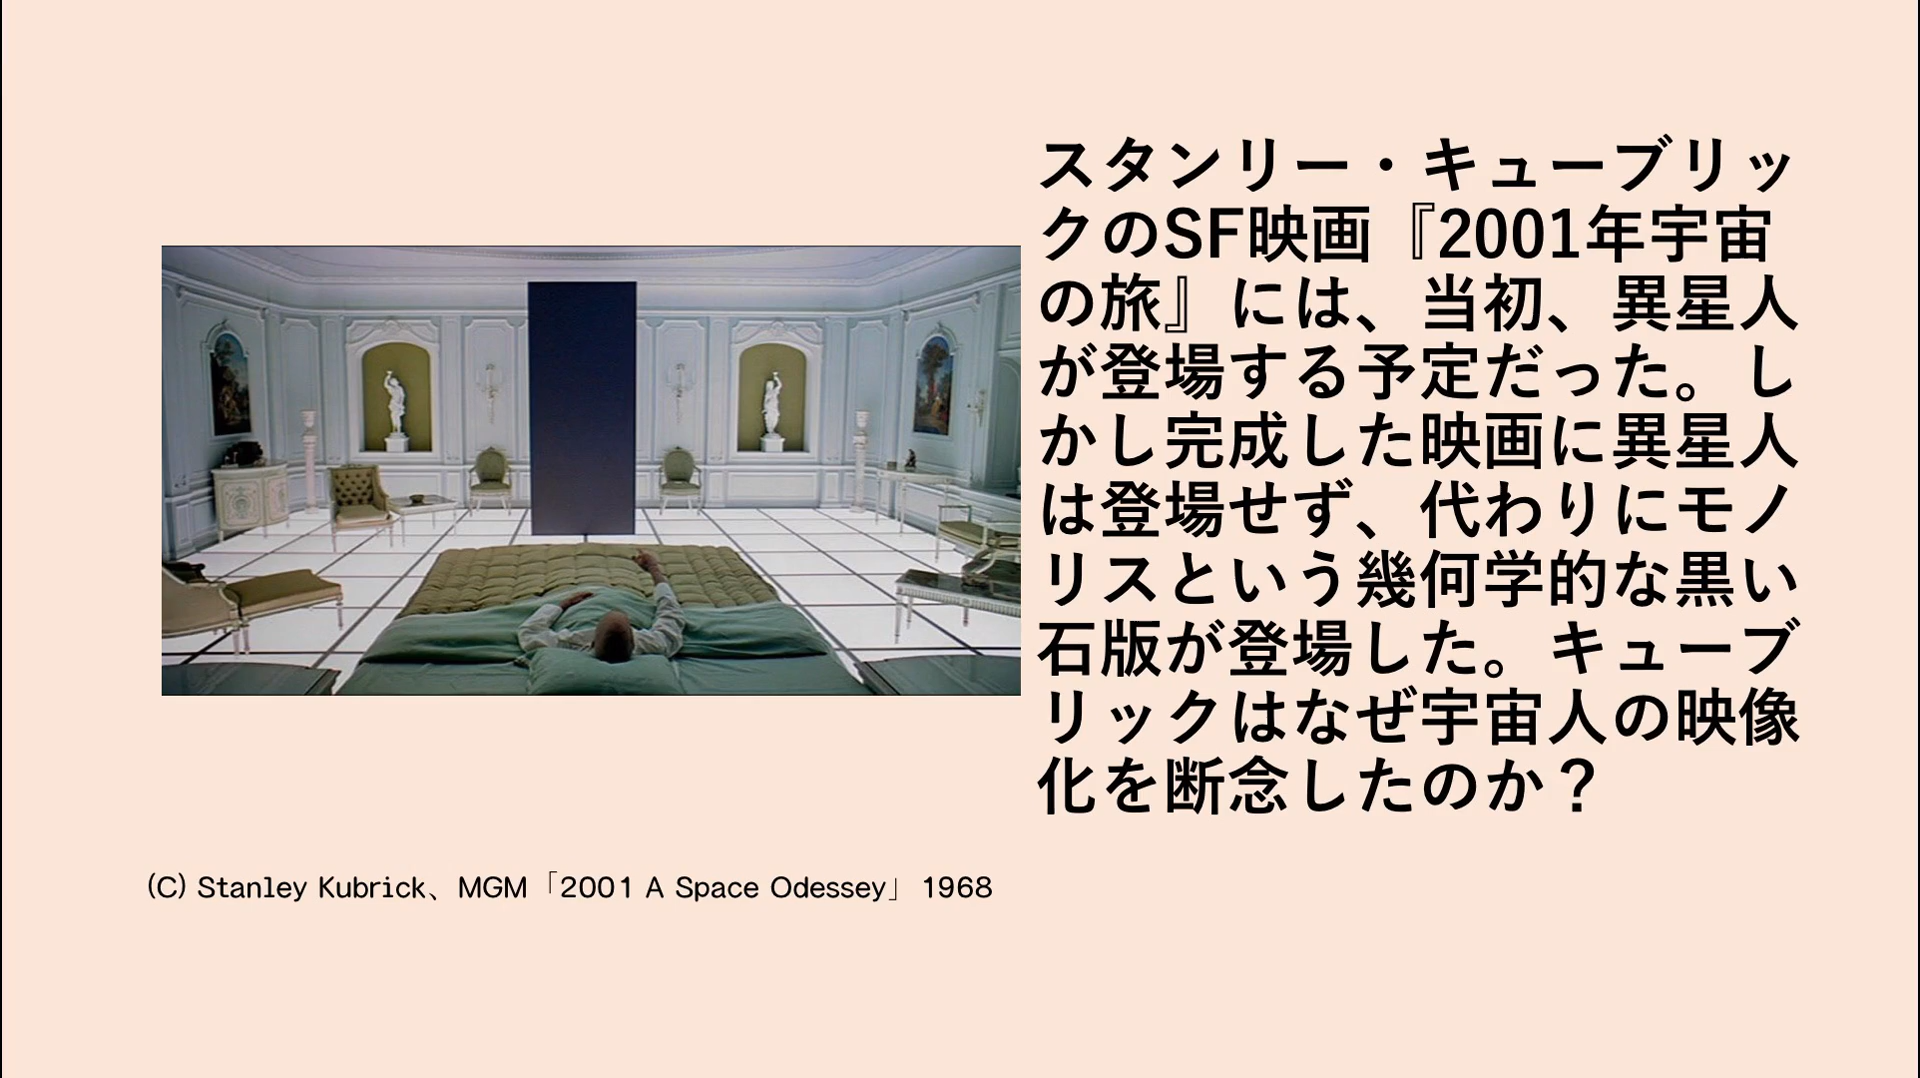 スタンリー・キューブリッ
クのSF映画『2001年宇宙
の旅』には、当初、異星人
が登場する予定だった。し
かし完成した映画に異星人
は登場せず、代わりにモノ
リスという幾何学的な黒い
石版が登場した。キューブ
リックはなぜ宇宙人の映像
化を断念したのか？
(C) Stanley Kubrick、MGM「2001 A Space Odessey」 1968